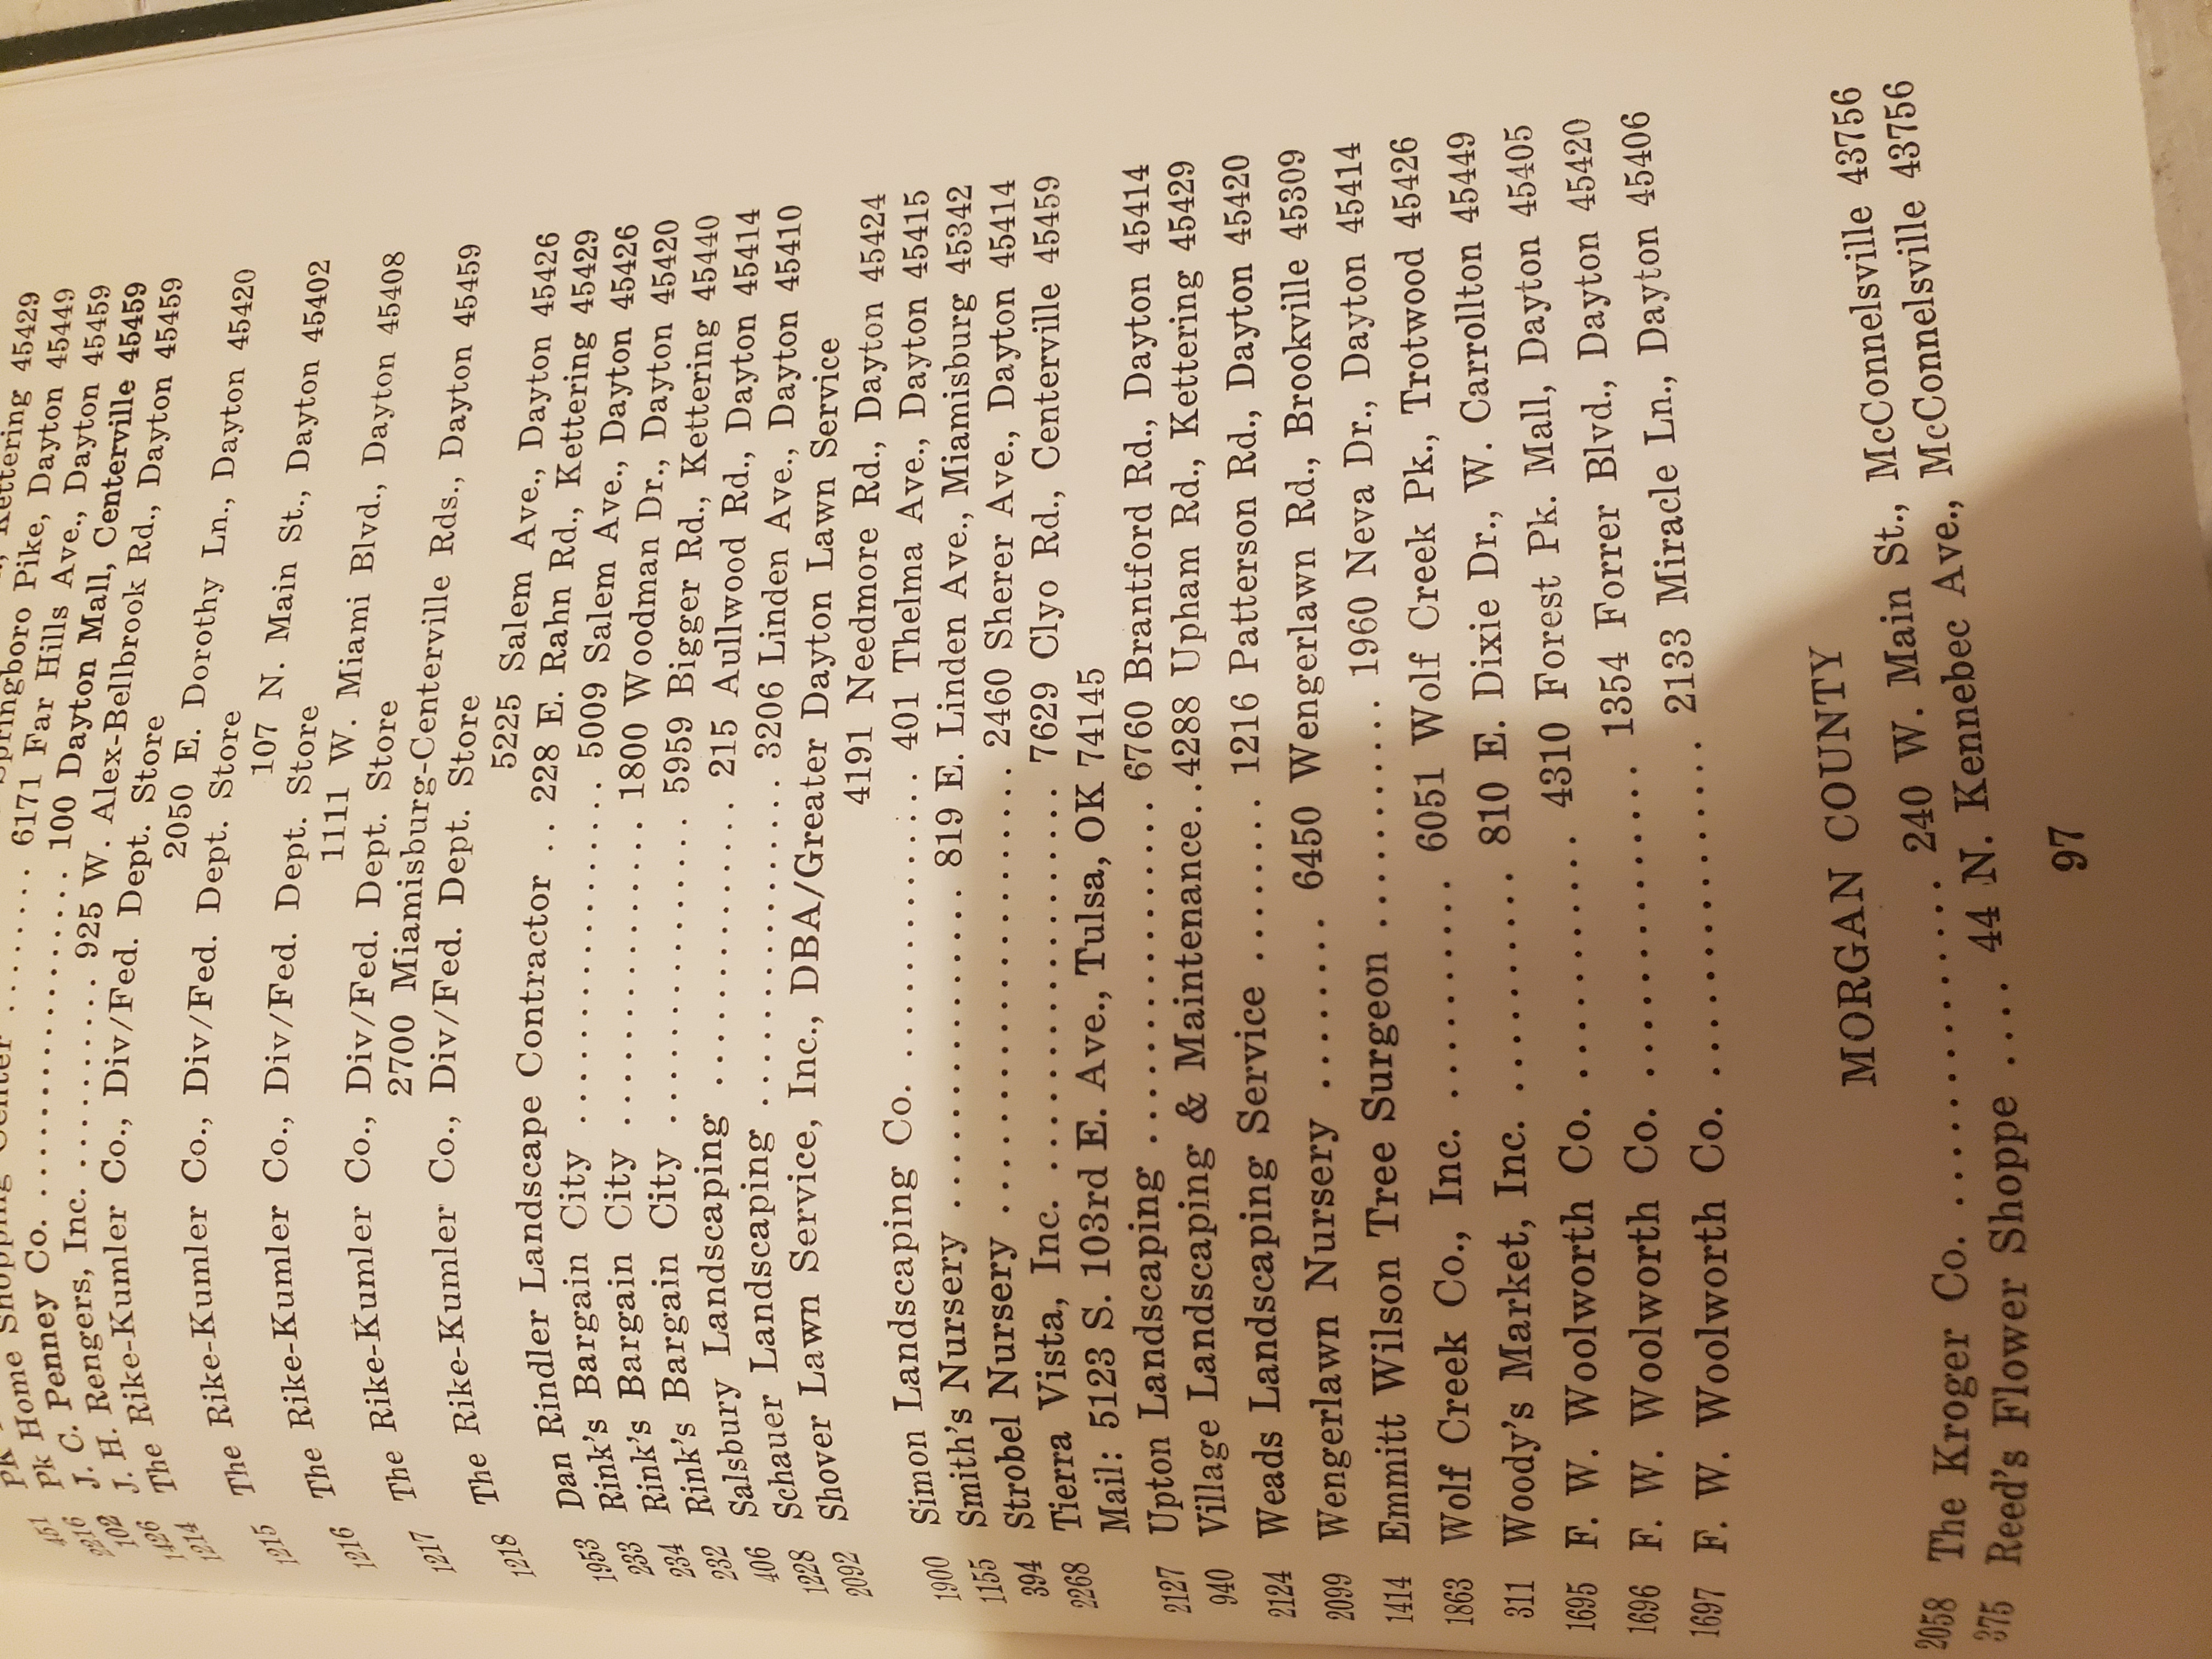 Kettering 45429
451 Pk Springboro Pike, Dayton 45449
2216 Pk Home Shopping Center ....... 6171 Far Hills Ave., Dayton 45459
102 J. C. Penney Co. .................. 100 Dayton Mall, Centerville 45459
1426 J. H. Rengers, Inc. .......... 925 W. Alex-Bellbrook Rd., Dayton 45459
1214 The Rike-Kumler Co., Div/Fed. Dept. Store
2050 E. Dorothy Ln., Dayton 45420
1215 The Rike-Kumler Co., Div/Fed. Dept. Store
107 N. Main St., Dayton 45402
1216 The Rike-Kumler Co., Div/Fed. Dept. Store
1111 W. Miami Blvd., Dayton 45408
1217 The Rike-Kumler Co., Div/Fed. Dept. Store
2700 Miamisburg-Centerville Rds., Dayton 45459
1218 The Rike-Kumler Co., Div/Fed. Dept. Store
5225 Salem Ave., Dayton 45426
1953 Dan Rindler Landscape Contractor .. 228 E. Rahn Rd., Kettering 45429
233 Rink's Bargain City .................. 5009 Salem Ave., Dayton 45426
234 Rink's Bargain City ................ 1800 Woodman Dr., Dayton 45420
232 Rink's Bargain City ................ 5959 Bigger Rd., Kettering 45440
406 Salsbury Landscaping ............... 215 Aullwood Rd., Dayton 45414
1228 Schauer Landscaping ................ 3206 Linden Ave., Dayton 45410
2092 Shover Lawn Service, Inc., DBA/Greater Dayton Lawn Service
4191 Needmore Rd., Dayton 45424
1900 Simon Landscaping Co. ............... 401 Thelma Ave., Dayton 45415
1155 Smith's Nursery ................ 819 E. Linden Ave., Miamisburg 45342
394 Strobel Nursery ...................... 2460 Sherer Ave., Dayton 45414
2268 Tierra Vista, Inc. ................... 7629 Clyo Rd., Centerville 45459
Mail: 5123 S. 103rd E. Ave., Tulsa, OK 74145
2127 Upton Landscaping ................. 6760 Brantford Rd., Dayton 45414
940 Village Landscaping & Maintenance..4288 Upham Rd., Kettering 45429
2124 Weads Landscaping Service ........ 1216 Patterson Rd., Dayton 45420
2099 Wengerlawn Nursery ........ 6450 Wengerlawn Rd., Brookville 45309
1414 Emmitt Wilson Tree Surgeon .......... 1960 Neva Dr., Dayton 45414
1863 Wolf Creek Co., Inc. ........... 6051 Wolf Creek Pk., Trotwood 45426
311 Woody's Market, Inc. ........... 810 E. Dixie Dr., W. Carrollton 45449
1695 F. W. Woolworth Co. ............ 4310 Forest Pk. Mall, Dayton 45405
1696 F. W. Woolworth Co. ............... 1354 Forrer Blvd., Dayton 45420
1697 F. W. Woolworth Co. ................ 2133 Miracle Ln., Dayton 45406
MORGAN COUNTY
2058 The Kroger Co. ................ 240 W. Main St., McConnelsville 43756
375 Reed's Flower Shoppe .... 44 N. Kennebec Ave., McConnelsville 43756
97